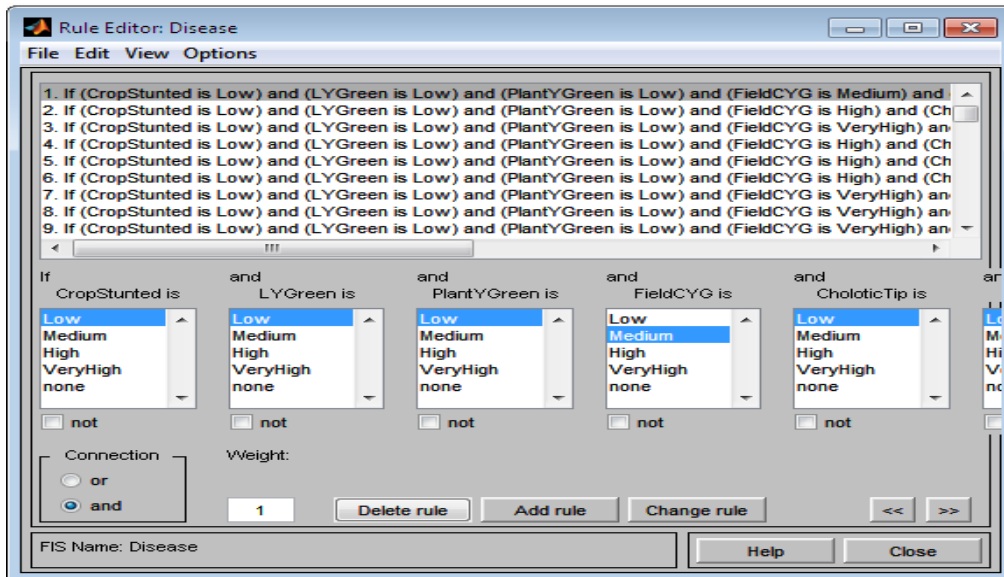 Rule Editor: Disease
File Edit View Options
1. If (CropStunted is Low) and (LYGreen is Low) and (PlantYGreen is Low) and (FieldCYG is Medium) and
2. If (CropStunted is Low) and (LYGreen is Low) and (PlantYGreen is Low) and (FieldCYG is High) and (Ch
3. If (CropStunted is Low) and (LYGreen is Low) and (PlantYGreen is Low) and (FieldCYG is VeryHigh) an
4. If (CropStunted is Low) and (LYGreen is Low) and (PlantYGreen is Low) and (FieldCYG is High) and (Ch
5. If (CropStunted is Low) and (LYGreen is Low) and (PlantYGreen is Low) and (FieldCYG is High) and (Ch
6. If (CropStunted is Low) and (LYGreen is Low) and (PlantYGreen is Low) and (FieldCYG is High) and (Ch
7. If (CropStunted is Low) and (LYGreen is Low) and (PlantYGreen is Low) and (FieldCYG is VeryHigh) an
8. If (CropStunted is Low) and (LYGreen is Low) and (PlantYGreen is Low) and (FieldCYG is VeryHigh) an
9. If (CropStunted is Low) and (LYGreen is Low) and (PlantYGreen is Low) and (FieldCYG is VeryHigh) an
If and and and and
CropStunted is LYGreen is PlantYGreen is FieldCYG is CholoticTip is
Low Low Low Low Low
Medium Medium Medium Medium Medium
High High High High High
VeryHigh VeryHigh VeryHigh VeryHigh VeryHigh
none none none none none
not not not not not
Connection Weight:
or
and 1 Delete rule Add rule Change rule << >>
FIS Name: Disease Help Close